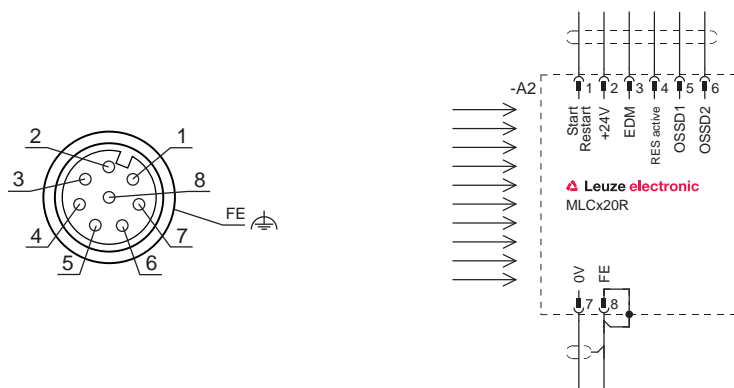 2
1
3
8
4
7
5
6
FE
-A2
1 2 3 4 5 6
Start
Restart
+24V
EDM
RES active
OSSD1
OSSD2
Leuze electronic
MLCx20R
0V
FE
7 8